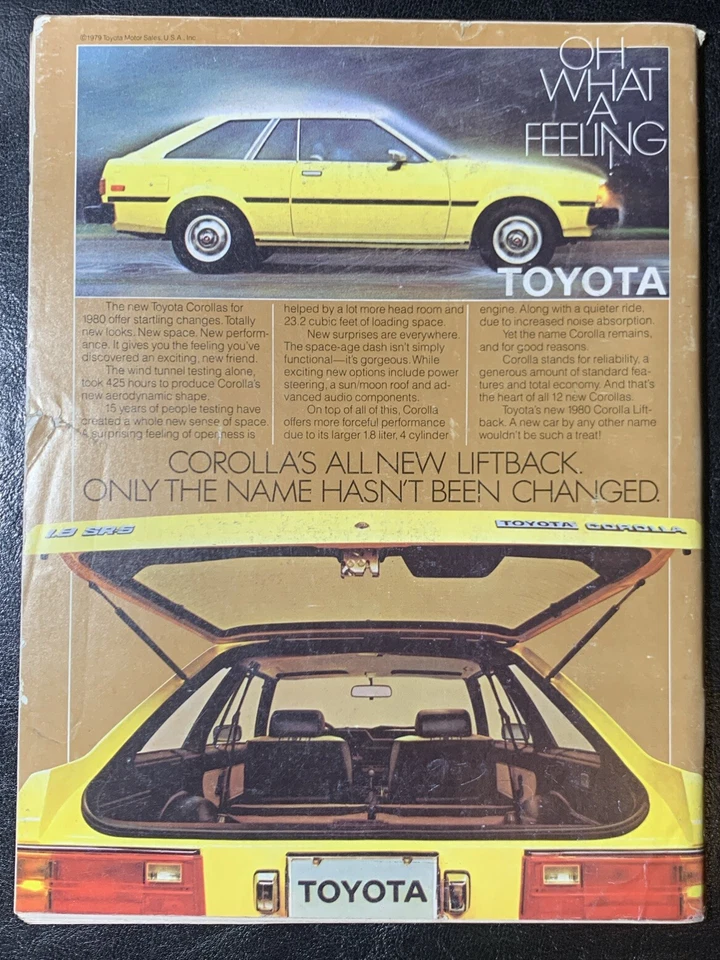 ©1979 Toyota Motor Sales, U.S.A., Inc.
OH
WHAT
A
FEELING
TOYOTA
The new Toyota Corollas for
1980 offer startling changes. Totally
new looks. New space. New perform-
ance. It gives you the feeling you've
discovered an exciting, new friend.
The wind tunnel testing alone,
took 425 hours to produce Corolla's
new aerodynamic shape.
15 years of people testing have
created a whole new sense of space.
A surprising feeling of openness is
helped by a lot more head room and
23.2 cubic feet of loading space.
New surprises are everywhere.
The space-age dash isn't simply
functional—it's gorgeous. While
exciting new options include power
steering, a sun/moon roof and ad-
vanced audio components.
On top of all of this, Corolla
offers more forceful performance
due to its larger 1.8 liter, 4 cylinder
engine. Along with a quieter ride,
due to increased noise absorption.
Yet the name Corolla remains,
and for good reasons.
Corolla stands for reliability, a
generous amount of standard fea-
tures and total economy. And that's
the heart of all 12 new Corollas.
Toyota's new 1980 Corolla Lift-
back. A new car by any other name
wouldn't be such a treat!
COROLLA'S ALL NEW LIFTBACK.
ONLY THE NAME HASN'T BEEN CHANGED.
1.8 SR-5
TOYOTA COROLLA
TOYOTA